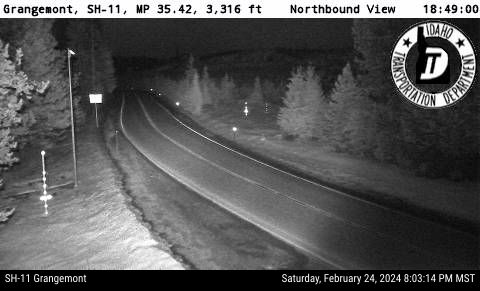 Grangemont, SH-11, MP 35.42, 3,316 ft Northbound View 18:49:00
IDAHO
TRANSPORTATION DEPARTMENT
SH-11 Grangemont Saturday, February 24, 2024 8:03:14 PM MST